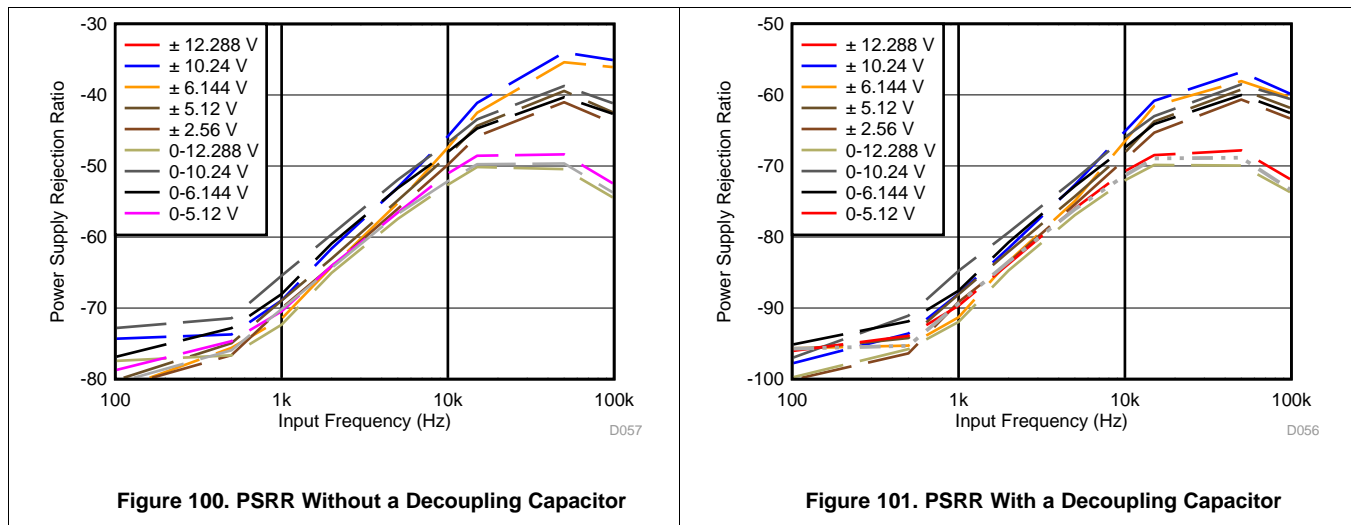 -30
-40
-50
-60
-70
-80
Power Supply Rejection Ratio
± 12.288 V
± 10.24 V
± 6.144 V
± 5.12 V
± 2.56 V
0-12.288 V
0-10.24 V
0-6.144 V
0-5.12 V
100
1k
10k
100k
Input Frequency (Hz)
D057
Figure 100. PSRR Without a Decoupling Capacitor
-50
-60
-70
-80
-90
-100
Power Supply Rejection Ratio
± 12.288 V
± 10.24 V
± 6.144 V
± 5.12 V
± 2.56 V
0-12.288 V
0-10.24 V
0-6.144 V
0-5.12 V
100
1k
10k
100k
Input Frequency (Hz)
D056
Figure 101. PSRR With a Decoupling Capacitor